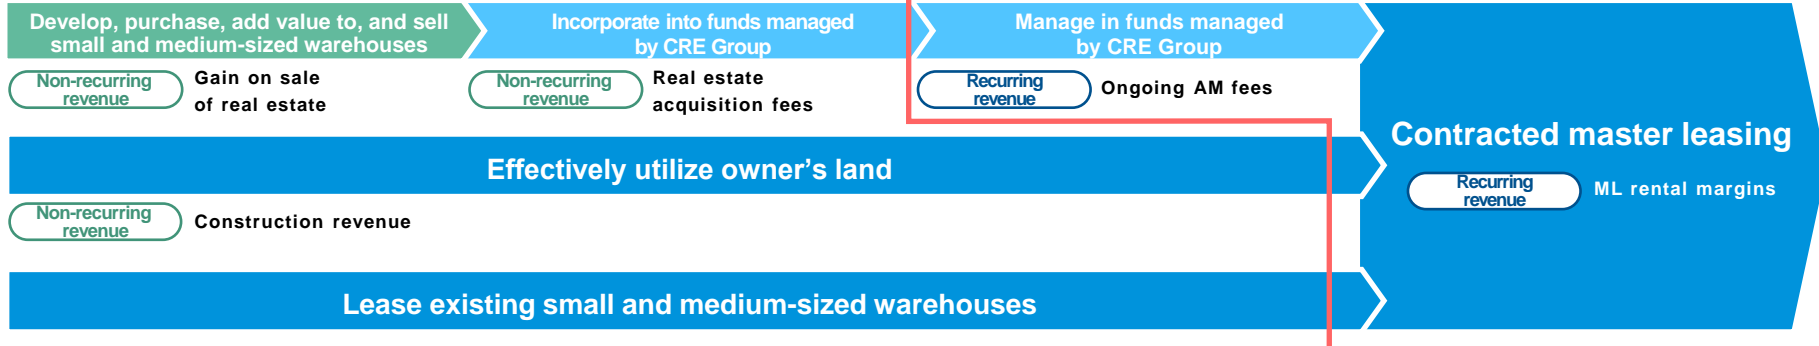 Develop, purchase, add value to, and sell
small and medium-sized warehouses
Incorporate into funds managed
by CRE Group
Manage in funds managed
by CRE Group
Non-recurring
revenue
Gain on sale
of real estate
Non-recurring
revenue
Real estate
acquisition fees
Recurring
revenue
Ongoing AM fees
Contracted master leasing
Recurring
revenue
ML rental margins
Effectively utilize owner’s land
Non-recurring
revenue
Construction revenue
Lease existing small and medium-sized warehouses